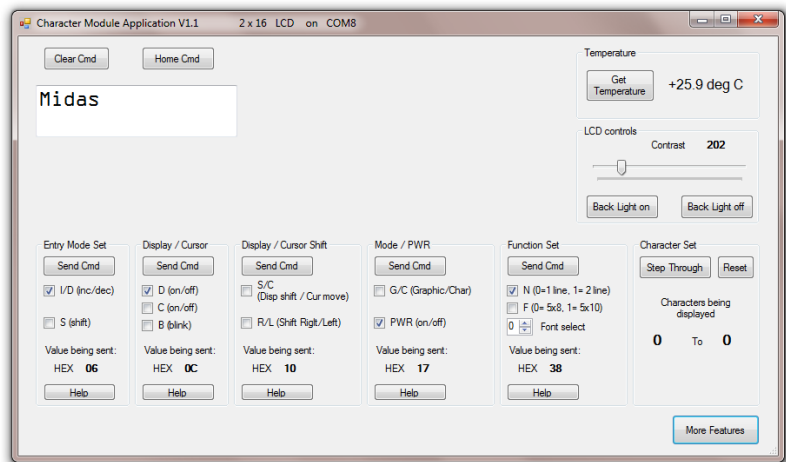 Character Module Application V1.1 2 x 16 LCD on COM8
Clear Cmd
Home Cmd
Midas
Temperature
Get Temperature
+25.9 deg C
LCD controls
Contrast 202
Back Light on
Back Light off
Entry Mode Set
Send Cmd
I/D (inc/dec)
S (shift)
Value being sent:
HEX 06
Help
Display / Cursor
Send Cmd
D (on/off)
C (on/off)
B (blink)
Value being sent:
HEX 0C
Help
Display / Cursor Shift
Send Cmd
S/C
(Disp shift / Cur move)
R/L (Shift Riglt/Left)
Value being sent:
HEX 10
Help
Mode / PWR
Send Cmd
G/C (Graphic/Char)
PWR (on/off)
Value being sent:
HEX 17
Help
Function Set
Send Cmd
N (0=1 line, 1= 2 line)
F (0= 5x8, 1= 5x10)
0 Font select
Value being sent:
HEX 38
Help
Character Set
Step Through
Reset
Characters being
displayed
0 To 0
More Features